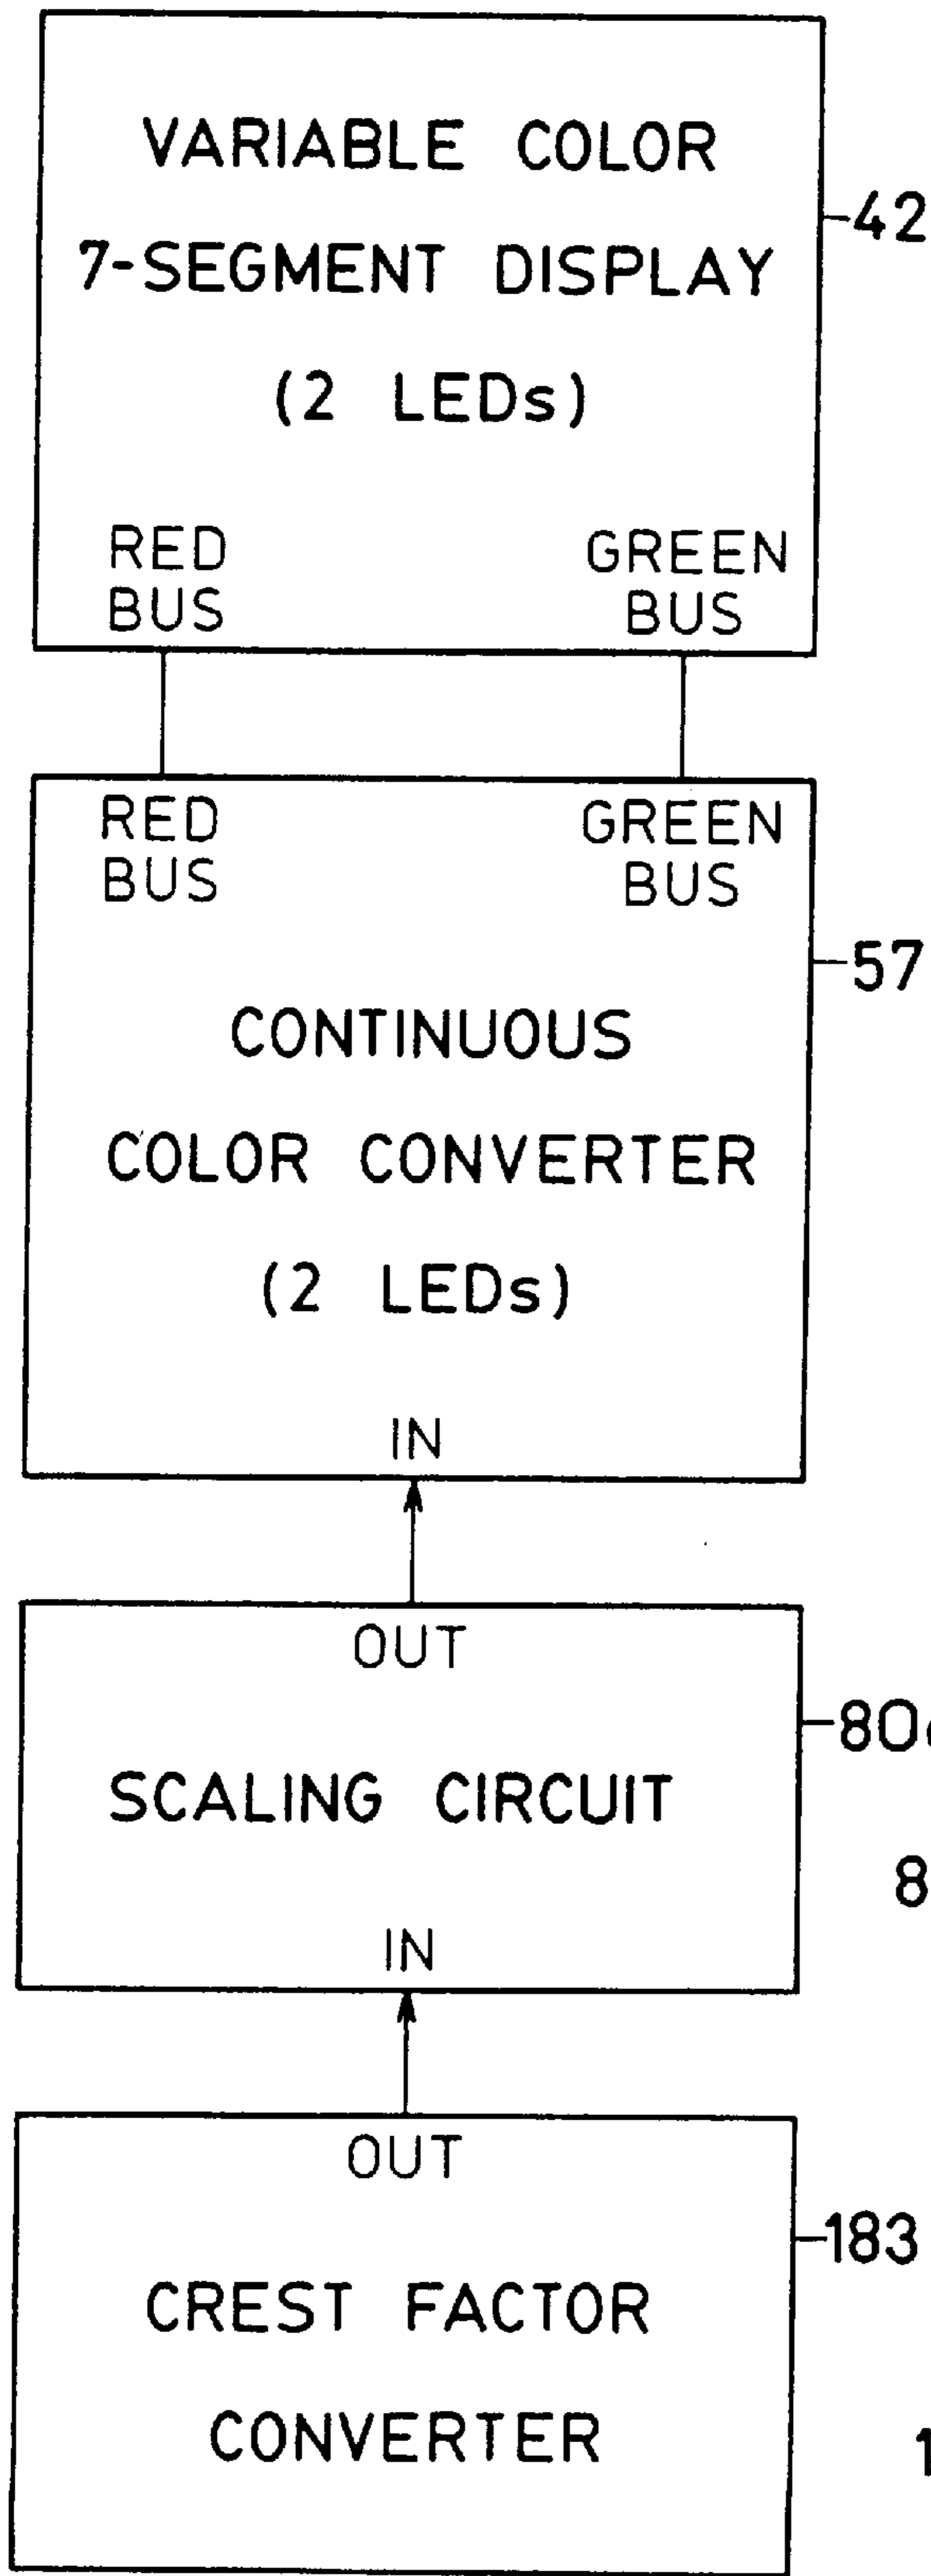 VARIABLE COLOR
7-SEGMENT DISPLAY
(2 LEDs)
42
RED BUS
GREEN BUS
RED BUS
GREEN BUS
57
CONTINUOUS
COLOR CONVERTER
(2 LEDs)
IN
OUT
SCALING CIRCUIT
IN
OUT
183
CREST FACTOR
CONVERTER